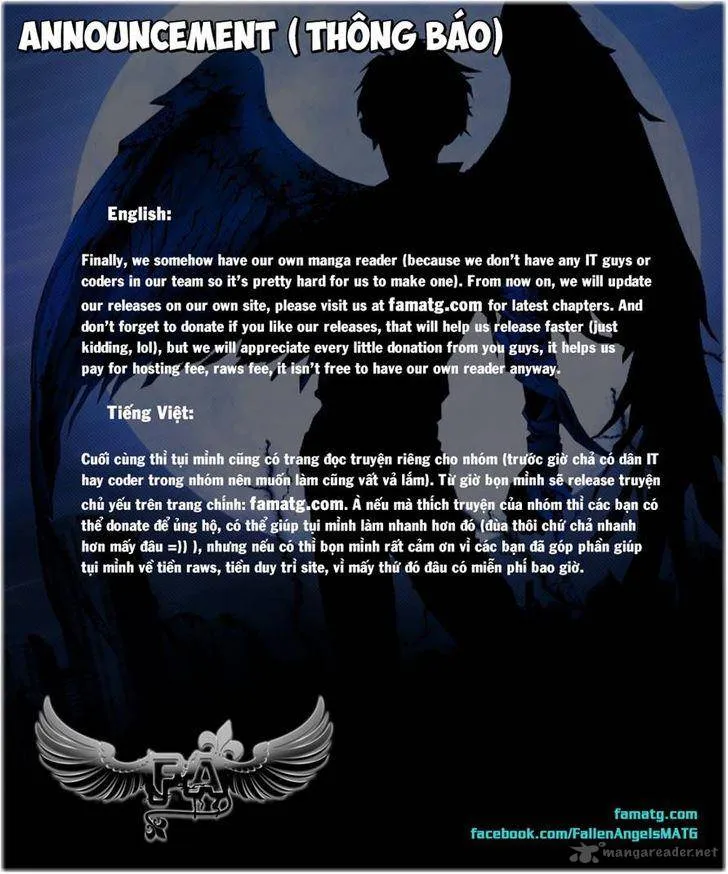 ANNOUNCEMENT ( THÔNG BÁO)
English:
Finally, we somehow have our own manga reader (because we don't have any IT guys or
coders in our team so it's pretty hard for us to make one). From now on, we will update
our releases on our own site, please visit us at famatg.com for latest chapters. And
don't forget to donate if you like our releases, that will help us release faster (just
kidding, lol), but we will appreciate every little donation from you guys, it helps us
pay for hosting fee, raws fee, it isn't free to have our own reader anyway.
Tiếng Việt:
Cuối cùng thì tụi mình cũng có trang đọc truyện riêng cho nhóm (trước giờ chả có dân IT
hay coder trong nhóm nên muốn làm cũng vất vả lắm). Từ giờ bọn mình sẽ release truyện
chủ yếu trên trang chính: famatg.com. À nếu mà thích truyện của nhóm thì các bạn có
thể donate để ủng hộ, có thể giúp tụi mình làm nhanh hơn đó (đùa thôi chứ chả nhanh
hơn mấy đâu =)) ), nhưng nếu có thì bọn mình rất cảm ơn vì các bạn đã góp phần giúp
tụi mình về tiền raws, tiền duy trì site, vì mấy thứ đó đâu có miễn phí bao giờ.
FA
famatg.com
facebook.com/FallenAngelsMATG
mangareader.net